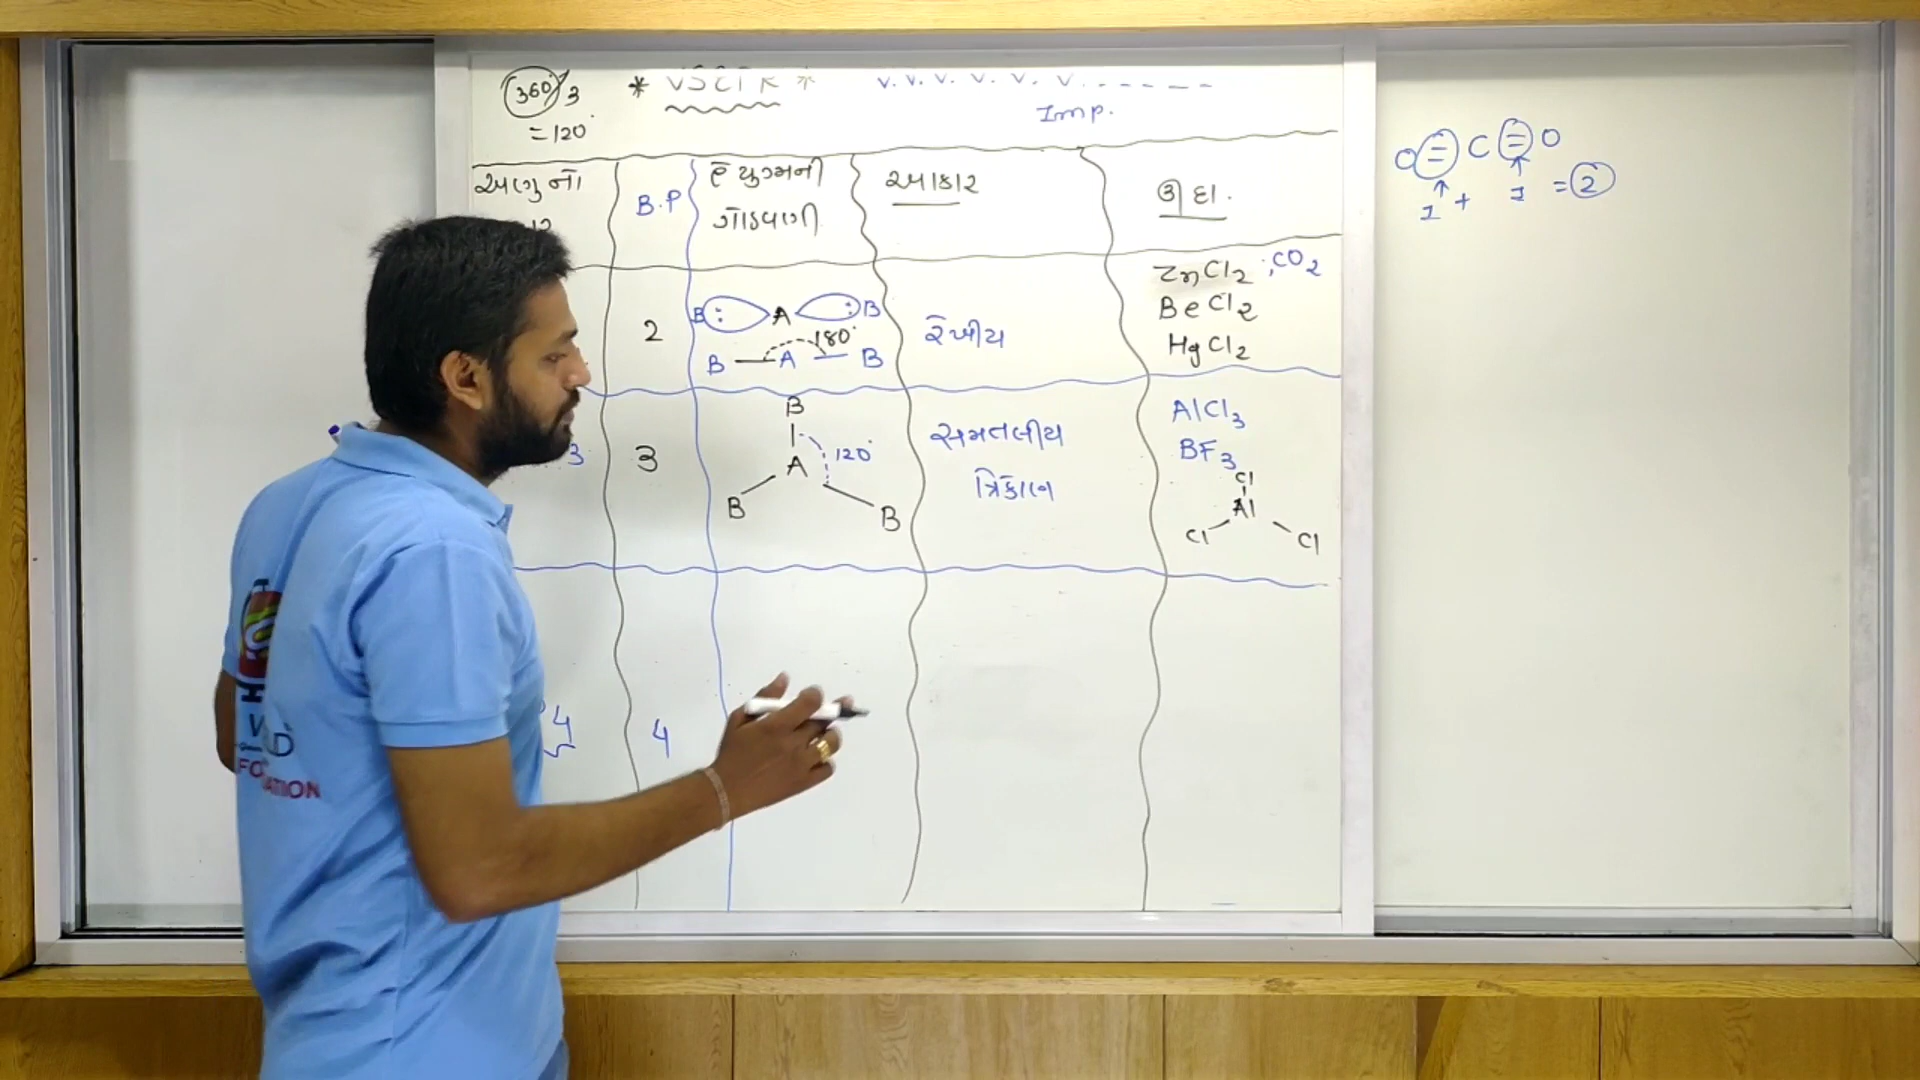 360° / 3
= 120°
* VSEPR * v. v. v. v. v. v. - - - - - -
Imp.
અણુ નો
B.P
e⁻ યુગ્મની
ગોઠવણી
આકાર
ઉદા.
2
B : A : B
180°
B — A — B
રેખીય
ZnCl2 ; CO2
BeCl2
HgCl2
3
3
B
A
120°
B
B
સમતલીય
ત્રિકોણ
AlCl3
BF3
Cl
Al
Cl
Cl
4
4
O = C = O
1 + 1 = 2